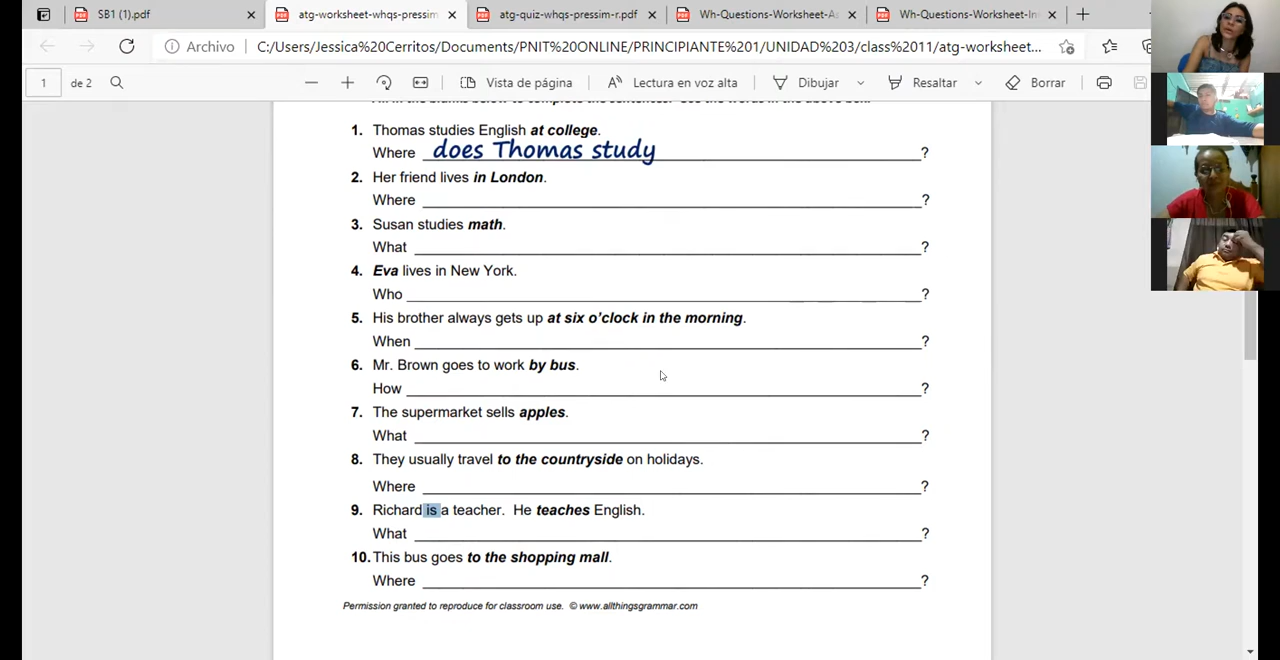 SB1 (1).pdf
atg-worksheet-whqs-pressim
atg-quiz-whqs-pressim-r.pdf
Wh-Questions-Worksheet-A
Wh-Questions-Worksheet-In
Archivo
C:/Users/Jessica%20Cerritos/Documents/PNIT%20ONLINE/PRINCIPIANTE%201/UNIDAD%203/class%2011/atg-worksheet...
1 de 2
Vista de página
Lectura en voz alta
Dibujar
Resaltar
Borrar
1. Thomas studies English at college.
Where does Thomas study ?
2. Her friend lives in London.
Where ?
3. Susan studies math.
What ?
4. Eva lives in New York.
Who ?
5. His brother always gets up at six o'clock in the morning.
When ?
6. Mr. Brown goes to work by bus.
How ?
7. The supermarket sells apples.
What ?
8. They usually travel to the countryside on holidays.
Where ?
9. Richard is a teacher. He teaches English.
What ?
10. This bus goes to the shopping mall.
Where ?
Permission granted to reproduce for classroom use. © www.allthingsgrammar.com